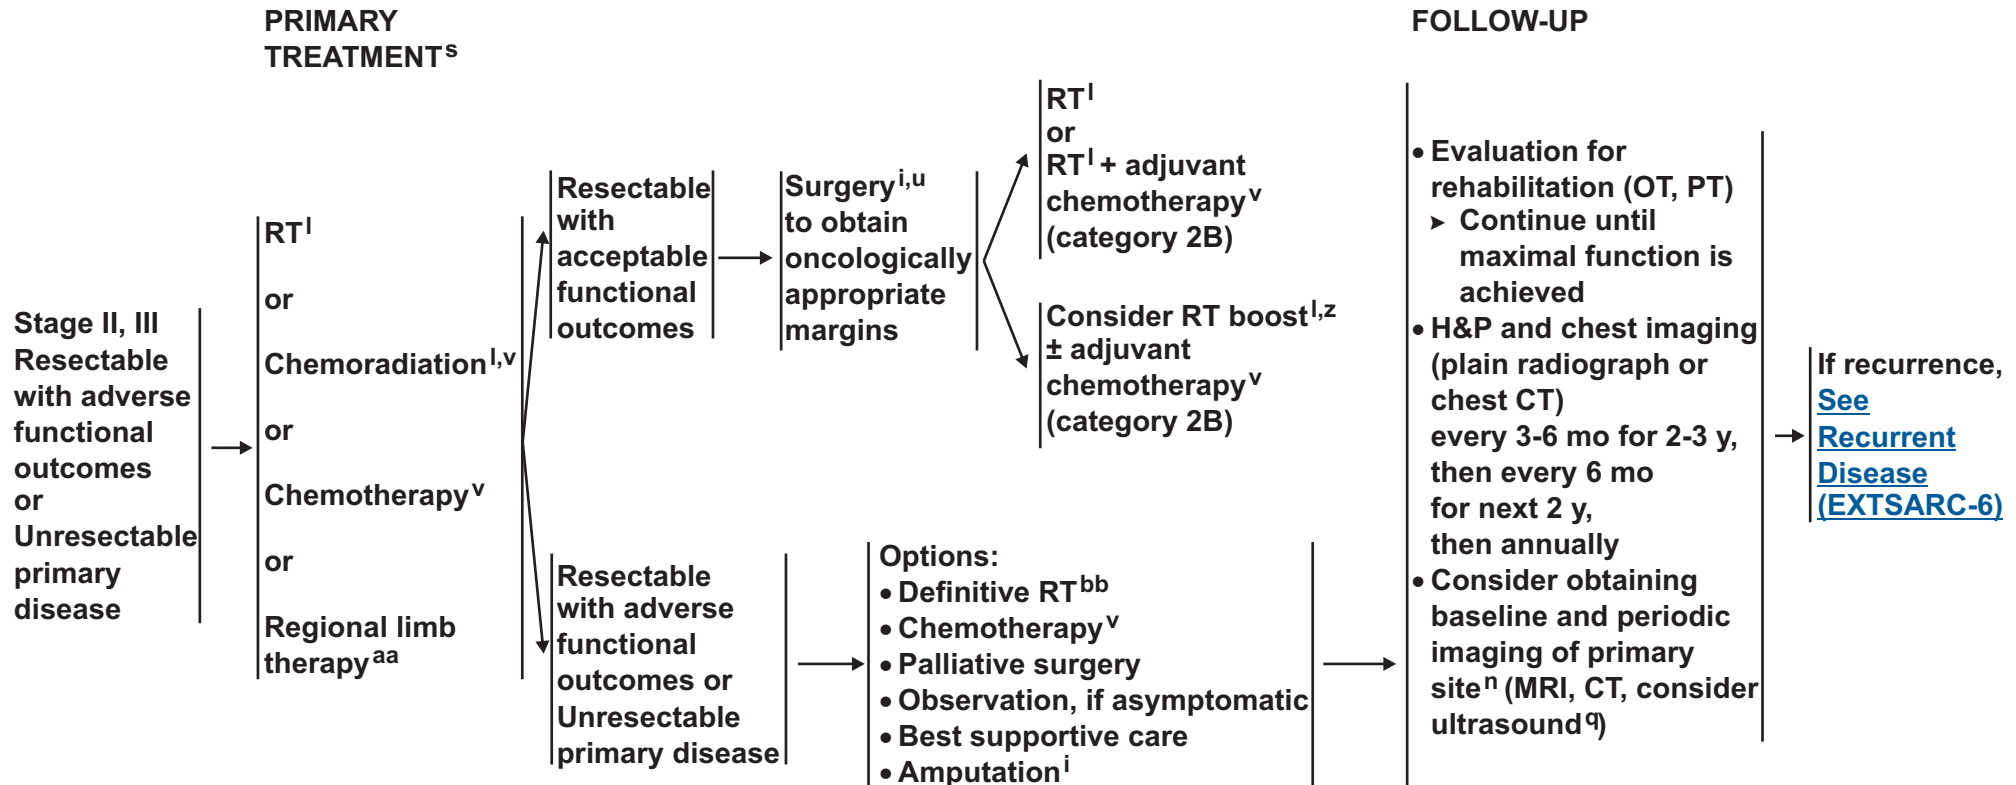 PRIMARY
TREATMENTˢ
FOLLOW-UP
Stage II, III
Resectable
with adverse
functional
outcomes
or
Unresectable
primary
disease
RTˡ
or
Chemoradiationˡ,ᵛ
or
Chemotherapyᵛ
or
Regional limb
therapyᵃᵃ
Resectable
with
acceptable
functional
outcomes
Surgeryⁱ,ᵘ
to obtain
oncologically
appropriate
margins
RTˡ
or
RTˡ + adjuvant
chemotherapyᵛ
(category 2B)
Consider RT boostˡ,ᶻ
± adjuvant
chemotherapyᵛ
(category 2B)
Resectable
with adverse
functional
outcomes or
Unresectable
primary disease
Options:
• Definitive RTᵇᵇ
• Chemotherapyᵛ
• Palliative surgery
• Observation, if asymptomatic
• Best supportive care
• Amputationⁱ
• Evaluation for
rehabilitation (OT, PT)
➤ Continue until
maximal function is
achieved
• H&P and chest imaging
(plain radiograph or
chest CT)
every 3-6 mo for 2-3 y,
then every 6 mo
for next 2 y,
then annually
• Consider obtaining
baseline and periodic
imaging of primary
siteⁿ (MRI, CT, consider
ultrasound^q)
If recurrence,
See
Recurrent
Disease
(EXTSARC-6)